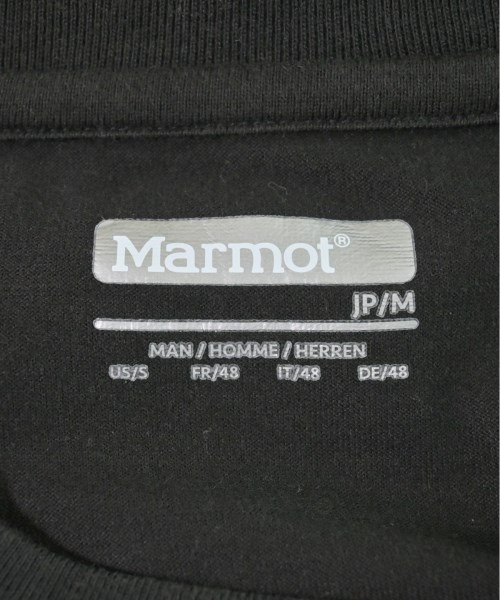 Marmot®
JP/M
MAN / HOMME / HERREN
US/S FR/48 IT/48 DE/48